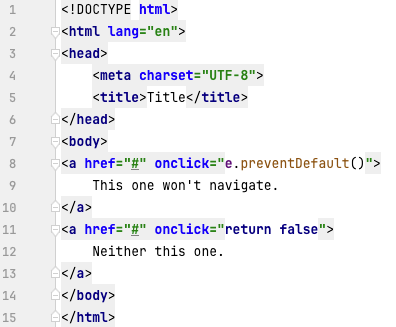 1 <!DOCTYPE html>
2 <html lang="en">
3 <head>
4     <meta charset="UTF-8">
5     <title>Title</title>
6 </head>
7 <body>
8 <a href="#" onclick="e.preventDefault()">
9     This one won't navigate.
10 </a>
11 <a href="#" onclick="return false">
12     Neither this one.
13 </a>
14 </body>
15 </html>